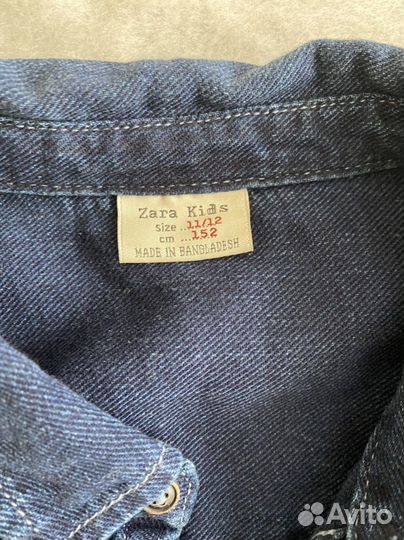 Zara Kids
size ..11/12
cm ...152
MADE IN BANGLADESH
Avito